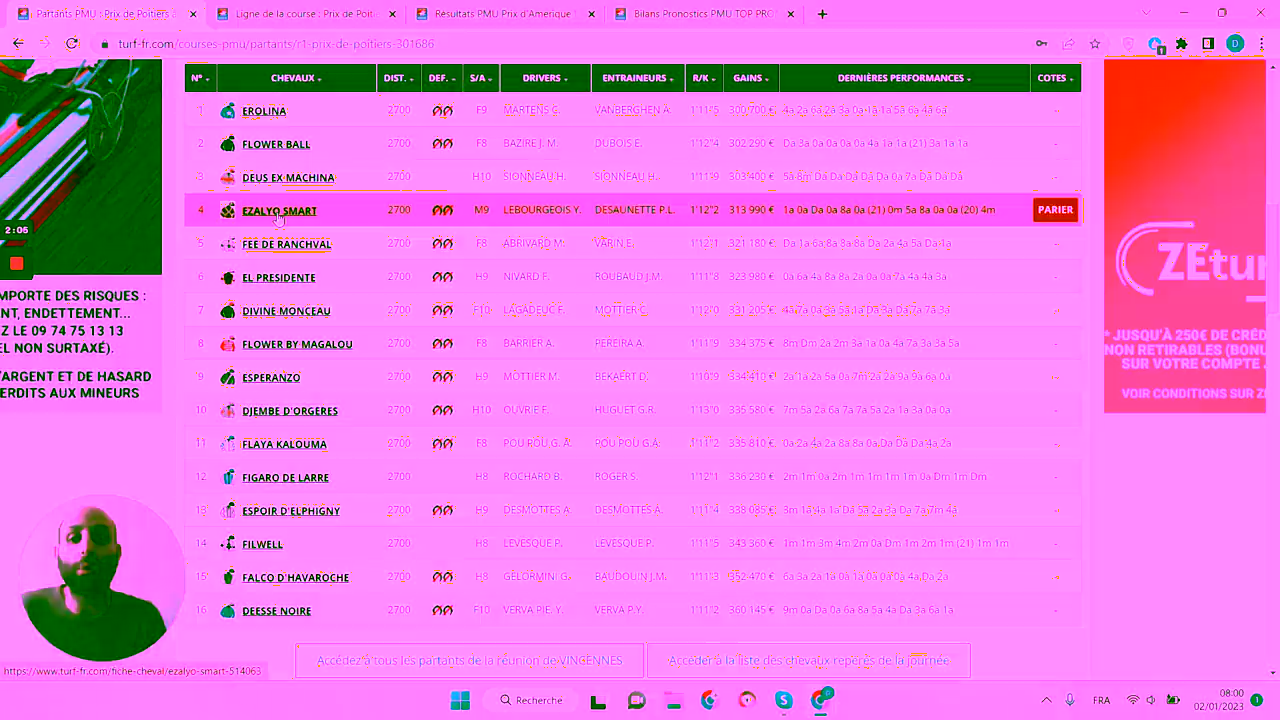 Partants PMU : Prix de Poitiers à
Ligne de la course : Prix de Poit
Résultats PMU Prix d'Amerique
Bilans Pronostics PMU TOP PRO
turf-fr.com/courses-pmu/partants/r1-prix-de-poitiers-301686
N° CHEVAUX DIST. DEF. S/A DRIVERS ENTRAINEURS R/K GAINS DERNIÈRES PERFORMANCES COTES
1 EROLINA 2700 F9 MARTENS G. VANBERGHEN A. 1'11"5 300 700 € 4a 2a 6a 2a 3a 0a 1a 1a 5a 6a 4a 6a -
2 FLOWER BALL 2700 F8 BAZIRE J. M. DUBOIS E. 1'12"4 302 290 € Da 3a 0a 0a 0a 4a 1a 1a (21) 3a 1a 1a -
3 DEUS EX MACHINA 2700 H10 SIONNEAU H. SIONNEAU H. 1'11"9 303 400 € 5a 8m Da Da Da Da Da 0a 7a Da Da Da -
4 EZALYO SMART 2700 M9 LEBOURGEOIS Y. DESAUNETTE P.L. 1'12"2 313 990 € 1a 0a Da 0a 8a 0a (21) 0m 5a 8a 0a 0a (20) 4m PARIER
5 FEE DE RANCHVAL 2700 F8 ABRIVARD M. VARIN E. 1'12"1 321 180 € Da 1a 6a 8a 8a 8a Da 2a 4a 5a Da 1a -
6 EL PRESIDENTE 2700 H9 NIVARD F. ROUBAUD J.M. 1'11"8 323 980 € 0a 6a 4a 8a 8a 2a 0a 0a 7a 4a 4a 3a -
7 DIVINE MONCEAU 2700 F10 LAGADEUC F. MOTTIER C. 1'11"2 331 205 € 4a 7a 0a 3a 5a 1a Da 3a Da 7a 7a 3a -
8 FLOWER BY MAGALOU 2700 F8 BARRIER A. PEREIRA A. 1'11"9 334 375 € 8m Dm 2a 2m 3a 1a 0a 4a 7a 3a 3a 5a -
9 ESPERANZO 2700 H9 MOTTIER M. BEKAERT D. 1'10"9 334 410 € 2a 1a 2a 5a 0a 7m 2a 2a 9a 9a 6a 0a -
10 DJEMBE D'ORGERES 2700 H10 OUVRIE F. HUGUET G.R. 1'13"0 335 580 € 7m 5a 2a 6a 7a 7a 5a 2a 1a 3a 0a 0a -
11 FLAYA KALOUMA 2700 F8 POU POU G. A. POU POU G.A. 1'11"2 335 810 € 0a 2a 4a 2a 8a 8a 0a Da Da 4a 2a -
12 FIGARO DE LARRE 2700 H8 ROCHARD B. ROGER S. 1'12"1 336 230 € 2m 1m 0a 2m 1m 1m 1m 1m 0a Dm 1m Dm -
13 ESPOIR D'ELPHIGNY 2700 H9 DESMOTTES A. DESMOTTES A. 1'11"4 338 085 € 3m 1a 4a 1a Da 5a 2a 3a Da 7a 7m 4a -
14 FILWELL 2700 H8 LEVESQUE P. LEVESQUE P. 1'11"5 343 360 € 1m 1m 3m 4m 2m 0a Dm 1m 2m 1m (21) 1m 1m -
15 FALCO D'HAVAROCHE 2700 H8 GELORMINI G. BAUDOUIN J.M. 1'11"3 352 470 € 6a 3a 2a 1a 0a 1a 0a 0a 0a 4a Da 2a -
16 DEESSE NOIRE 2700 F10 VERVA PIE. Y. VERVA P.Y. 1'11"2 360 145 € 9m 0a Da 0a 6a 8a 5a 4a Da 3a 6a 1a -
2:05
MPORTE DES RISQUES :
NT, ENDETTEMENT...
Z LE 09 74 75 13 13
EL NON SURTAXÉ).
'ARGENT ET DE HASARD
ERDITS AUX MINEURS
ZEtur
* JUSQU'À 250€ DE CRÉD
NON RETIRABLES (BONU
SUR VOTRE COMPTE
VOIR CONDITIONS SUR ZE
Accédez à tous les partants de la réunion de VINCENNES
Accéder à la liste des chevaux repérés de la journée
https://www.turf-fr.com/fiche-cheval/ezalyo-smart-514063
Recherche
FRA
08:00
02/01/2023